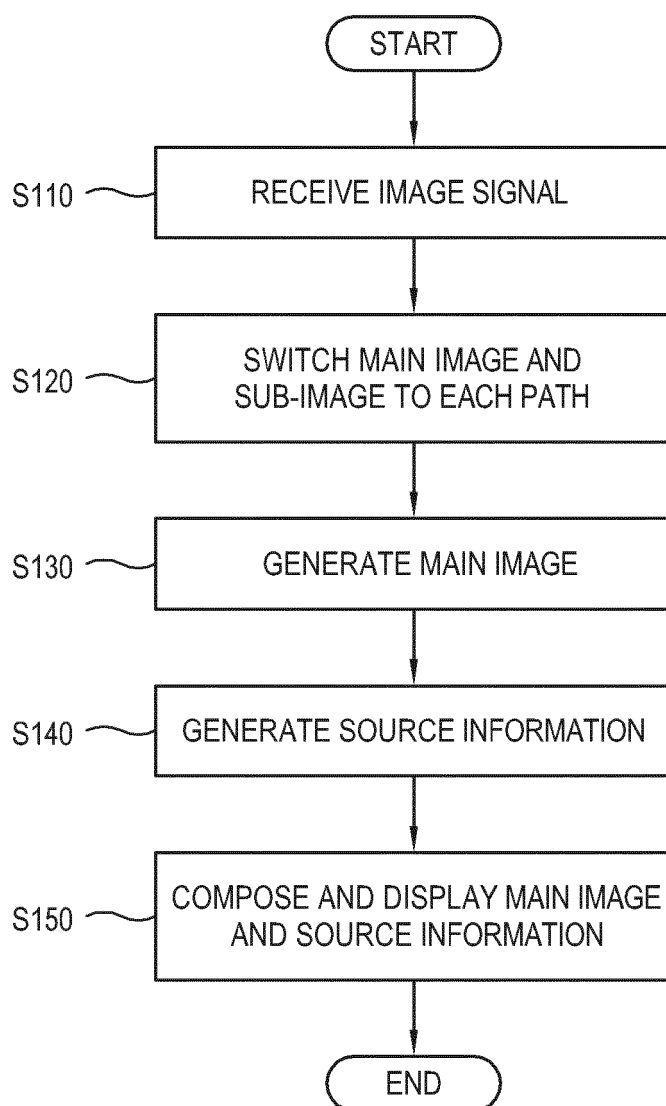 START
S110
RECEIVE IMAGE SIGNAL
S120
SWITCH MAIN IMAGE AND
SUB-IMAGE TO EACH PATH
S130
GENERATE MAIN IMAGE
S140
GENERATE SOURCE INFORMATION
S150
COMPOSE AND DISPLAY MAIN IMAGE
AND SOURCE INFORMATION
END